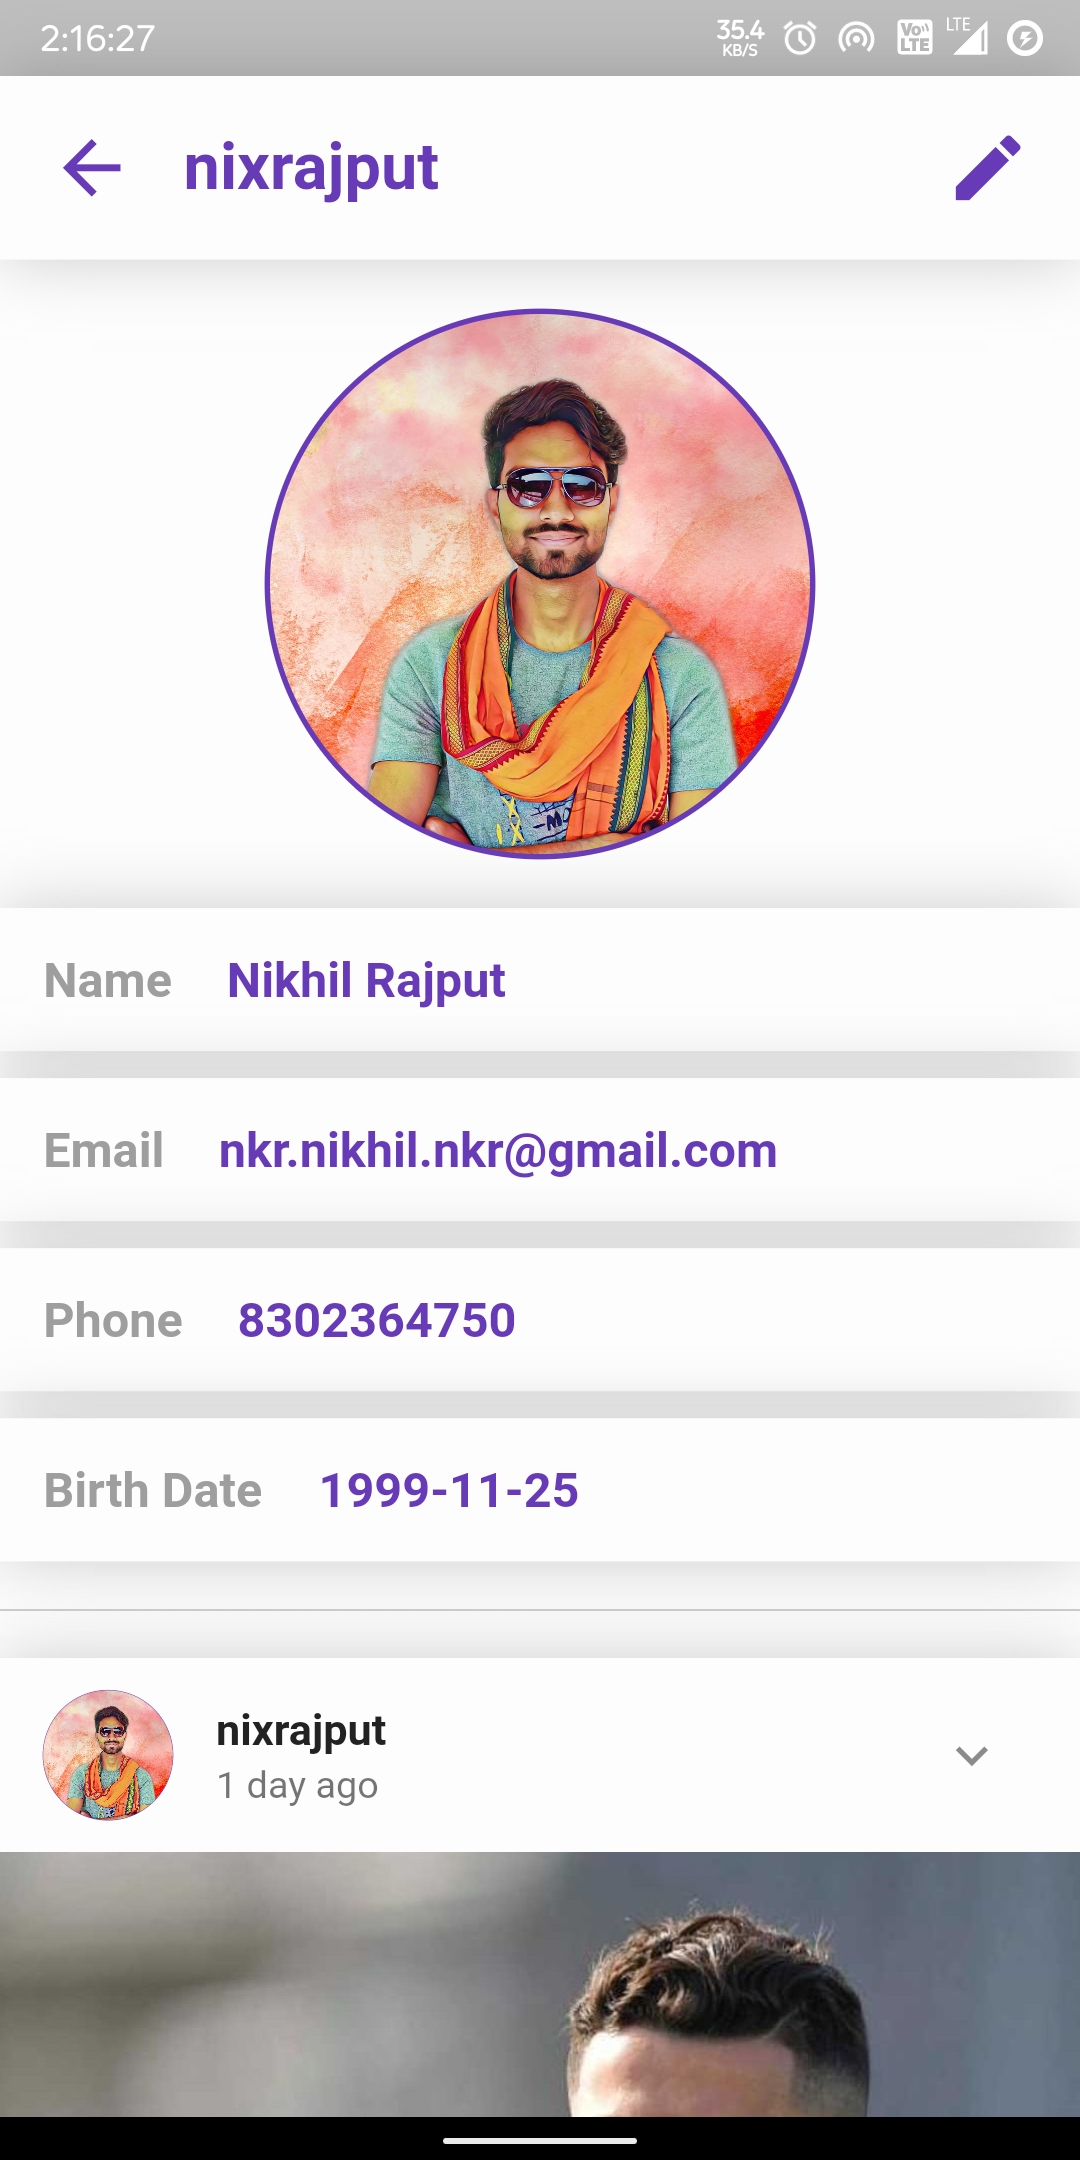 2:16:27
35.4
KB/S
Vo))
LTE
LTE
nixrajput
-MO
Name Nikhil Rajput
Email nkr.nikhil.nkr@gmail.com
Phone 8302364750
Birth Date 1999-11-25
nixrajput
1 day ago